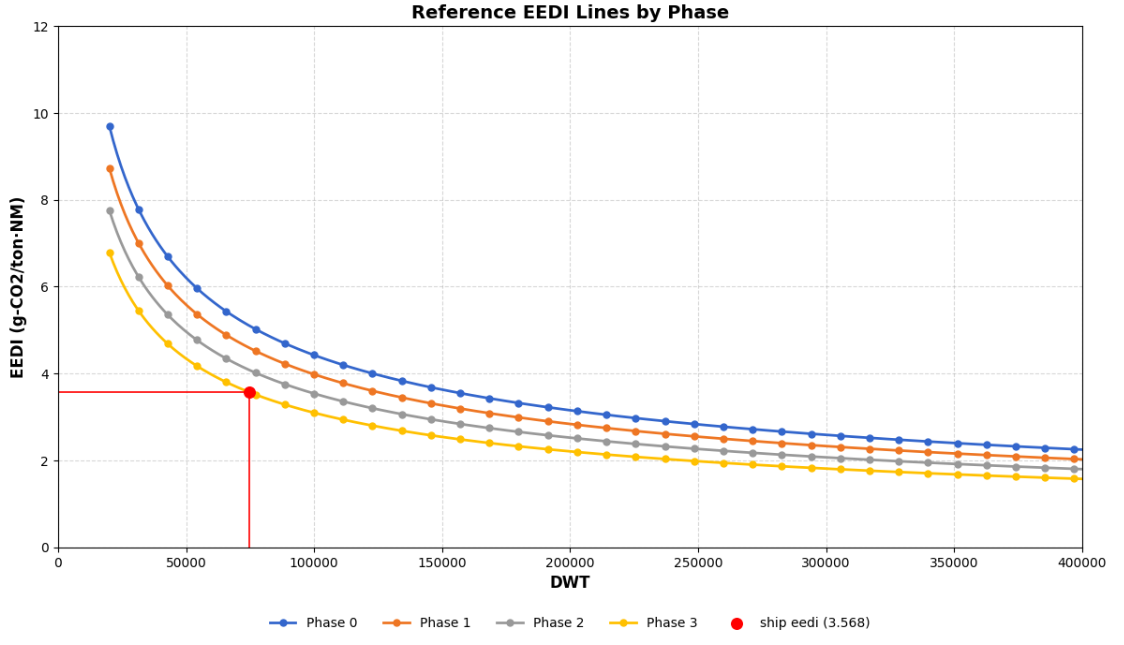 Reference EEDI Lines by Phase
12
10
8
6
4
2
0
EEDI (g-CO2/ton·NM)
0 50000 100000 150000 200000 250000 300000 350000 400000
DWT
Phase 0 Phase 1 Phase 2 Phase 3 ship eedi (3.568)